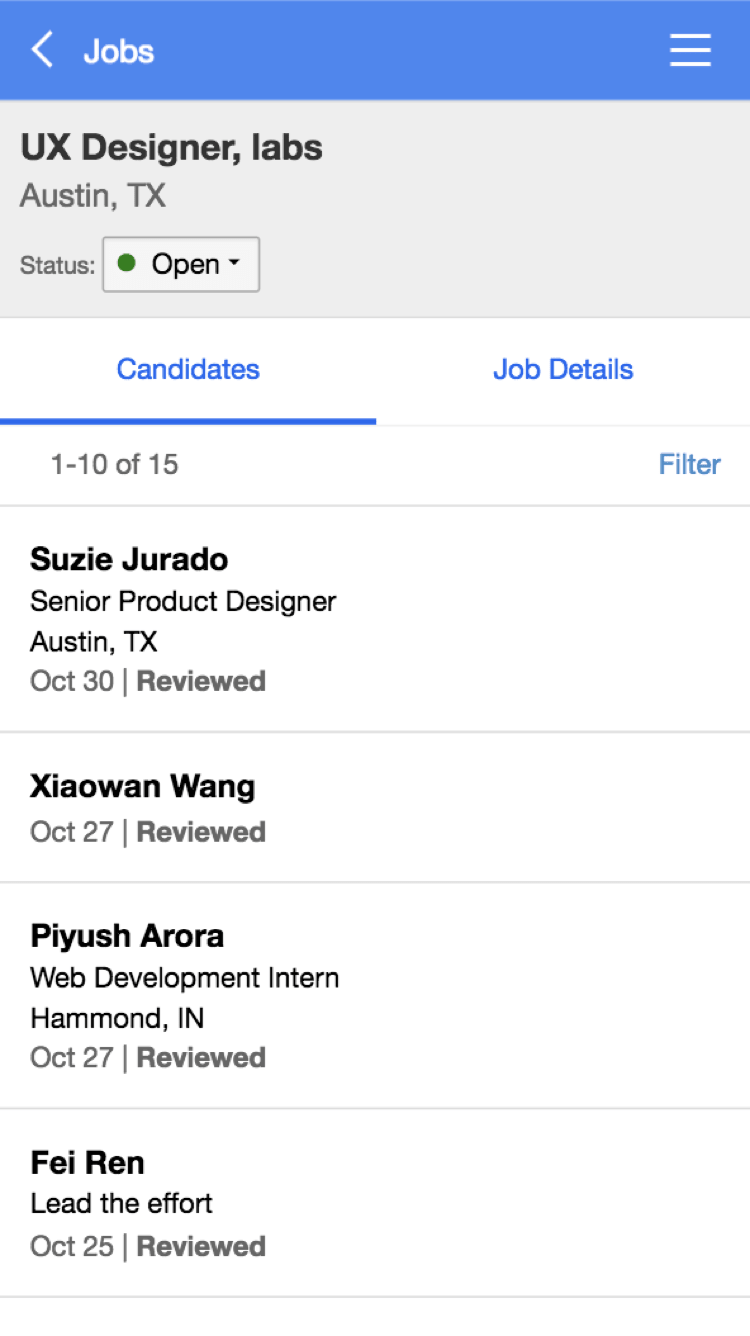 Jobs
UX Designer, labs
Austin, TX
Status: Open
Candidates Job Details
1-10 of 15 Filter
Suzie Jurado
Senior Product Designer
Austin, TX
Oct 30 | Reviewed
Xiaowan Wang
Oct 27 | Reviewed
Piyush Arora
Web Development Intern
Hammond, IN
Oct 27 | Reviewed
Fei Ren
Lead the effort
Oct 25 | Reviewed